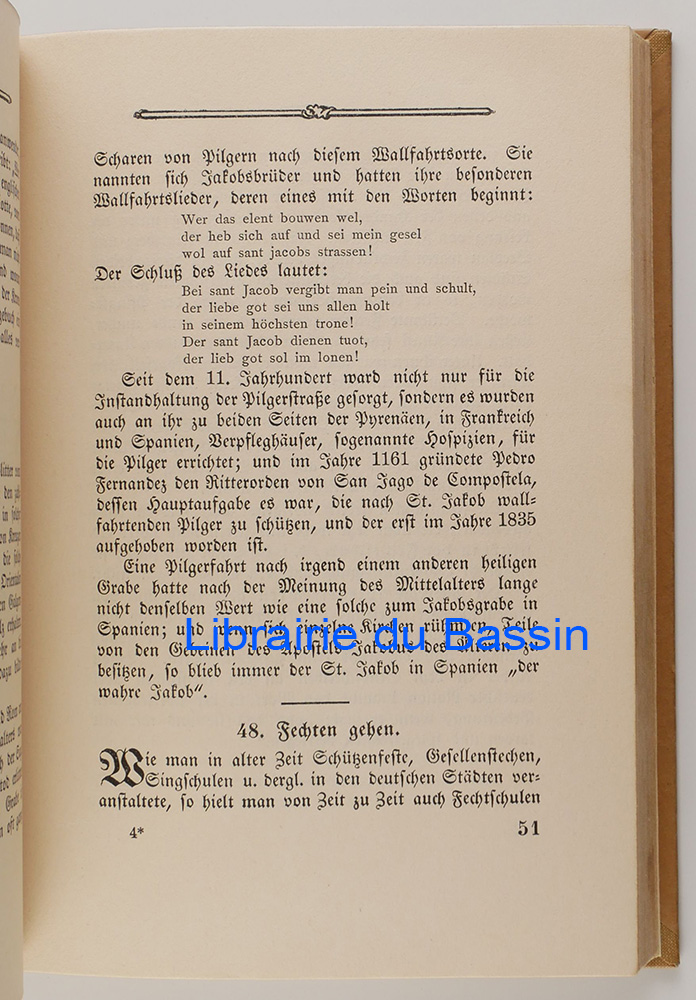 Scharen von Pilgern nach diesem Wallfahrtsorte. Sie
nannten sich Jakobsbrüder und hatten ihre besonderen
Wallfahrtslieder, deren eines mit den Worten beginnt:
Wer das elent bouwen wel,
der heb sich auf und sei mein gesel
wol auf sant jacobs strassen!
Der Schluß des Liedes lautet:
Bei sant Jacob vergibt man pein und schult,
der liebe got sei uns allen holt
in seinem höchsten trone!
Der sant Jacob dienen tuot,
der lieb got sol im lonen!
Seit dem 11. Jahrhundert ward nicht nur für die
Instandhaltung der Pilgerstraße gesorgt, sondern es wurden
auch an ihr zu beiden Seiten der Pyrenäen, in Frankreich
und Spanien, Verpfleghäuser, sogenannte Hospizien, für
die Pilger errichtet; und im Jahre 1161 gründete Pedro
Fernandez den Ritterorden von San Jago de Compostela,
dessen Hauptaufgabe es war, die nach St. Jakob wall-
fahrtenden Pilger zu schützen, und der erst im Jahre 1835
aufgehoben worden ist.
Eine Pilgerfahrt nach irgend einem anderen heiligen
Grabe hatte nach der Meinung des Mittelalters lange
nicht denselben Wert wie eine solche zum Jakobsgrabe in
Spanien; und wenn sich einzelne Kirchen rühmen, Teile
von den Gebeinen des Apostels Jakobus des Älteren zu
besitzen, so blieb immer der St. Jakob in Spanien „der
wahre Jakob“.
48. Fechten gehen.
Wie man in alter Zeit Schützenfeste, Gesellenstechen,
Singschulen u. dergl. in den deutschen Städten ver-
anstaltete, so hielt man von Zeit zu Zeit auch Fechtschulen
4* 51
Librairie du Bassin